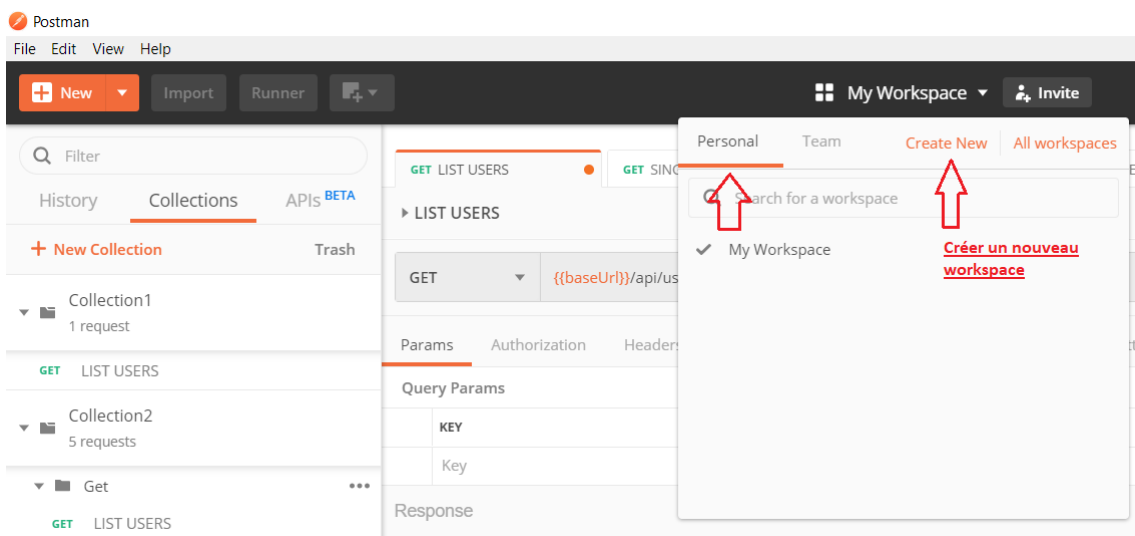 Postman
File Edit View Help
New Import Runner My Workspace Invite
Filter
History Collections APIs BETA
New Collection Trash
Collection1
1 request
GET LIST USERS
Collection2
5 requests
Get
GET LIST USERS
GET LIST USERS GET SING
LIST USERS
GET {{baseUrl}}/api/us
Params Authorization Headers
Query Params
KEY
Key
Response
Personal Team Create New All workspaces
Search for a workspace
My Workspace
Créer un nouveau
workspace